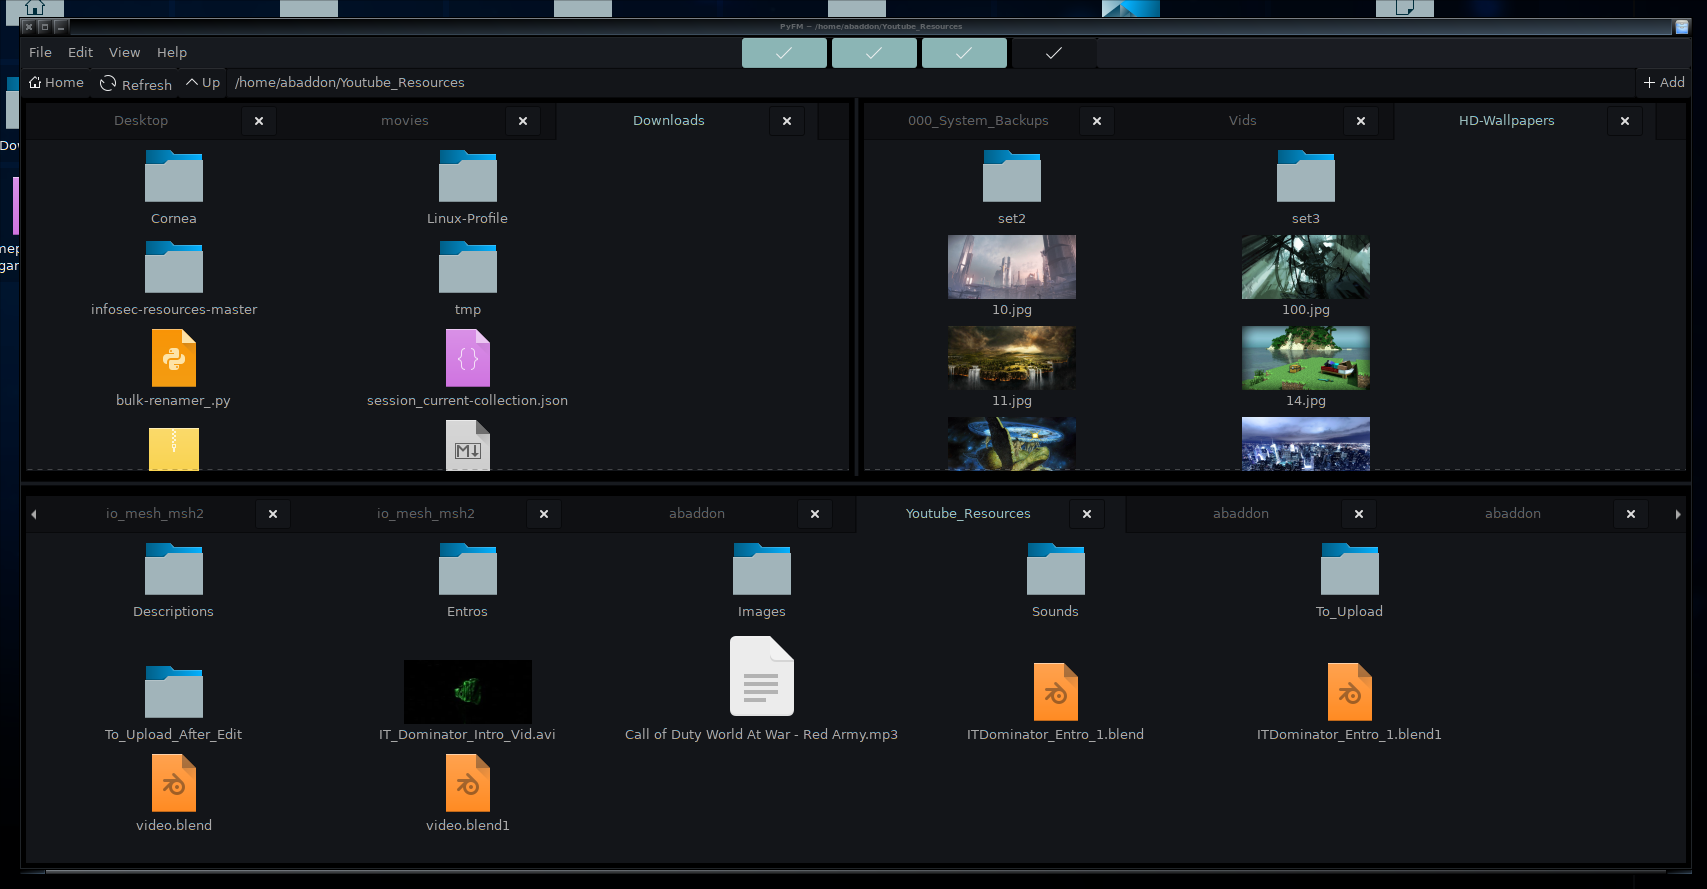 PyFM ~ /home/abaddon/Youtube_Resources
File Edit View Help
Home Refresh Up /home/abaddon/Youtube_Resources Add
Desktop movies Downloads
000_System_Backups Vids HD-Wallpapers
Cornea Linux-Profile
set2 set3
infosec-resources-master tmp
10.jpg 100.jpg
bulk-renamer_.py session_current-collection.json
11.jpg 14.jpg
io_mesh_msh2 io_mesh_msh2 abaddon Youtube_Resources abaddon abaddon
Descriptions Entros Images Sounds To_Upload
To_Upload_After_Edit IT_Dominator_Intro_Vid.avi Call of Duty World At War - Red Army.mp3 ITDominator_Entro_1.blend ITDominator_Entro_1.blend1
video.blend video.blend1